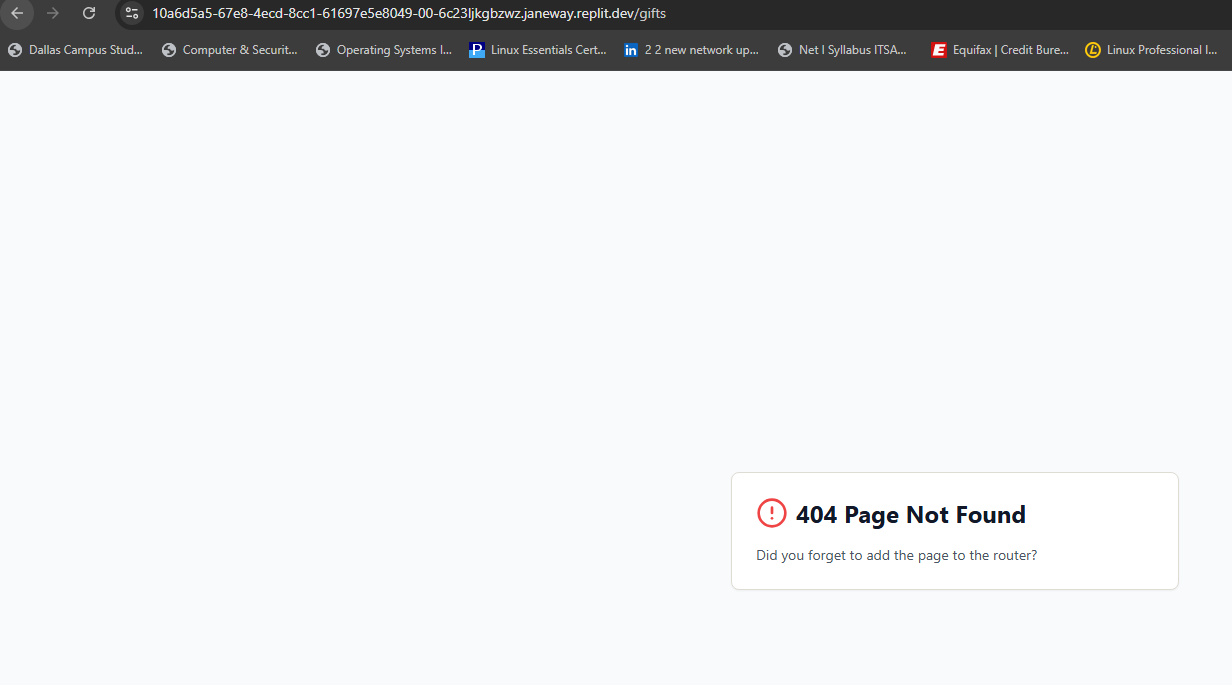 10a6d5a5-67e8-4ecd-8cc1-61697e5e8049-00-6c23ljkgbzwz.janeway.replit.dev/gifts
Dallas Campus Stud... Computer & Securit... Operating Systems I... P Linux Essentials Cert... in 2 2 new network up... Net I Syllabus ITSA... E Equifax | Credit Bure... L Linux Professional I...
404 Page Not Found
Did you forget to add the page to the router?